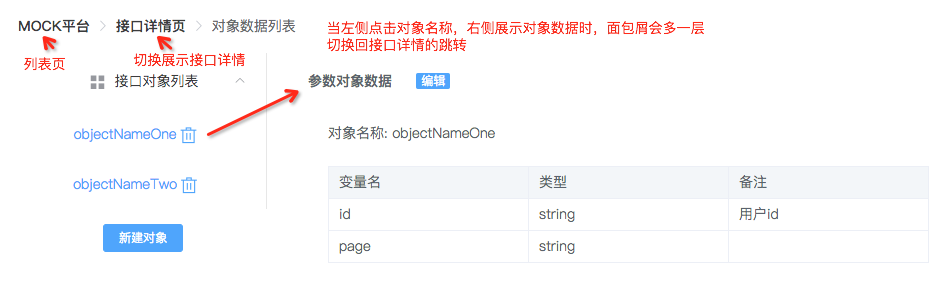 MOCK平台 > 接口详情页 > 对象数据列表
当左侧点击对象名称，右侧展示对象数据时，面包屑会多一层
切换回接口详情的跳转
列表页
切换展示接口详情
接口对象列表
参数对象数据 编辑
objectNameOne
对象名称: objectNameOne
objectNameTwo
变量名 类型 备注
id string 用户id
新建对象
page string